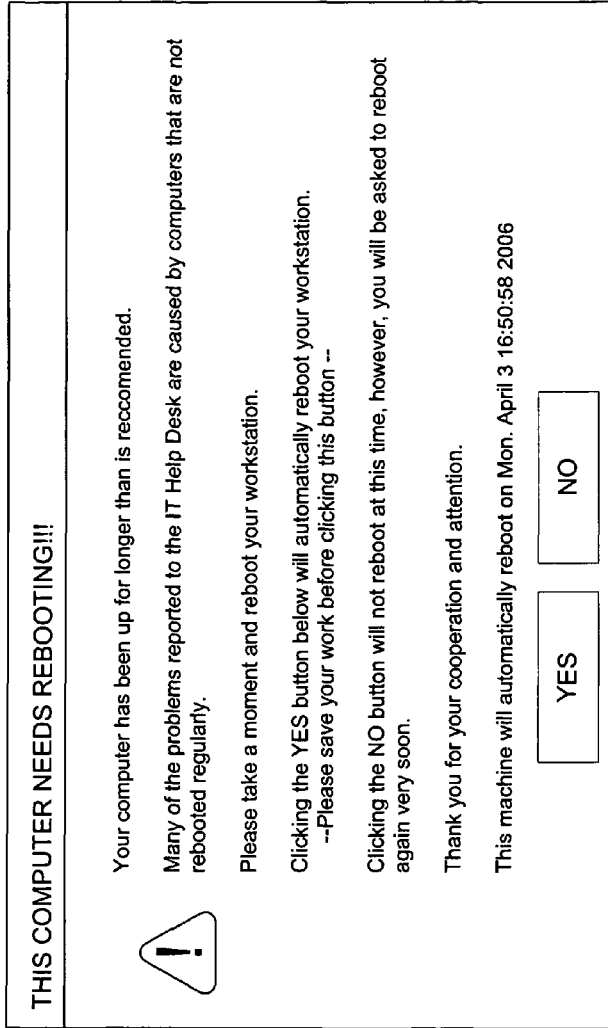 THIS COMPUTER NEEDS REBOOTING!!!
Your computer has been up for longer than is reccomended.
Many of the problems reported to the IT Help Desk are caused by computers that are not
rebooted regularly.
Please take a moment and reboot your workstation.
Clicking the YES button below will automatically reboot your workstation.
--Please save your work before clicking this button --
Clicking the NO button will not reboot at this time, however, you will be asked to reboot
again very soon.
Thank you for your cooperation and attention.
This machine will automatically reboot on Mon. April 3 16:50:58 2006
YES NO